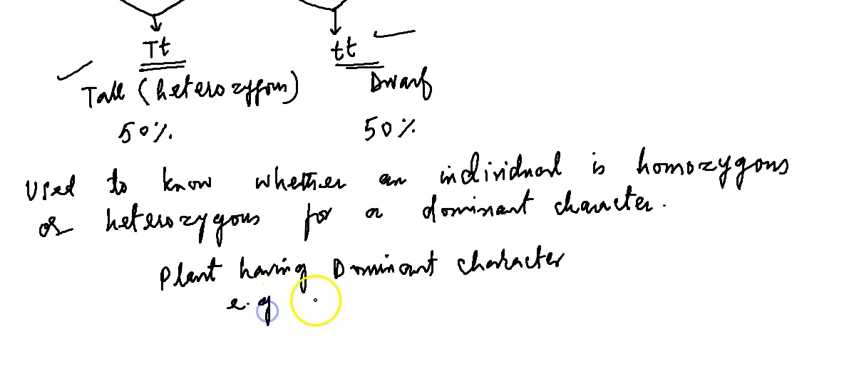 Tt tt
Tall (heterozygous) Dwarf
50% 50%
Used to know whether an individual is homozygous
or heterozygous for a dominant character.
Plant having Dominant character
e.g